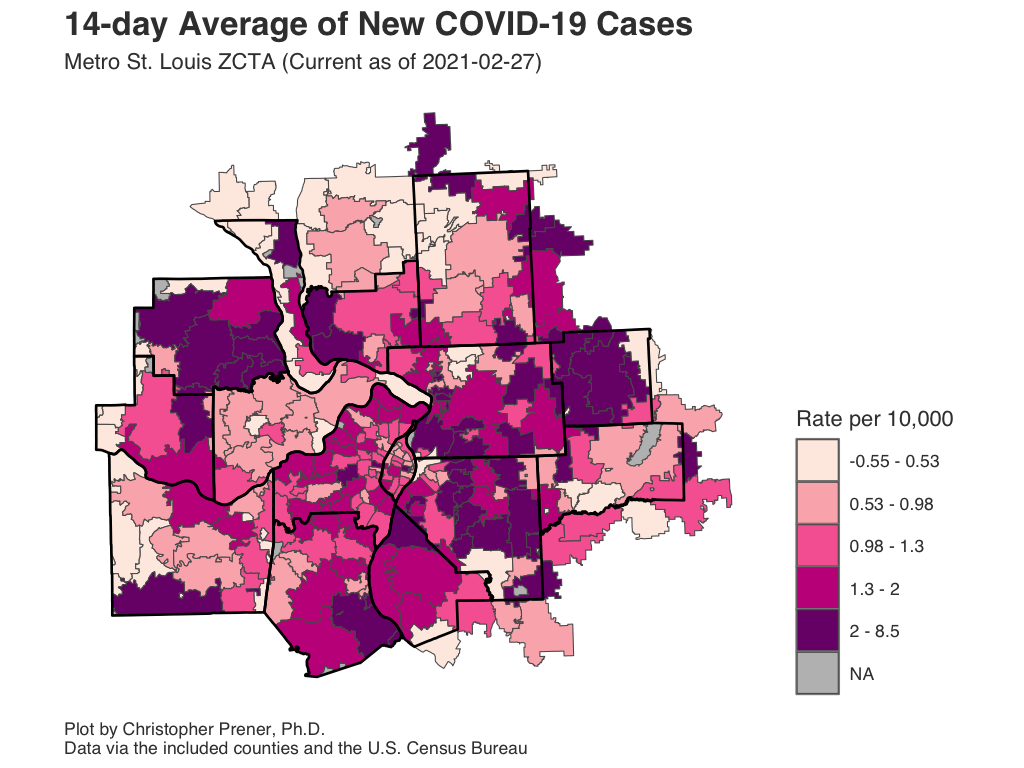 14-day Average of New COVID-19 Cases
Metro St. Louis ZCTA (Current as of 2021-02-27)
Rate per 10,000
-0.55 - 0.53
0.53 - 0.98
0.98 - 1.3
1.3 - 2
2 - 8.5
NA
Plot by Christopher Prener, Ph.D.
Data via the included counties and the U.S. Census Bureau